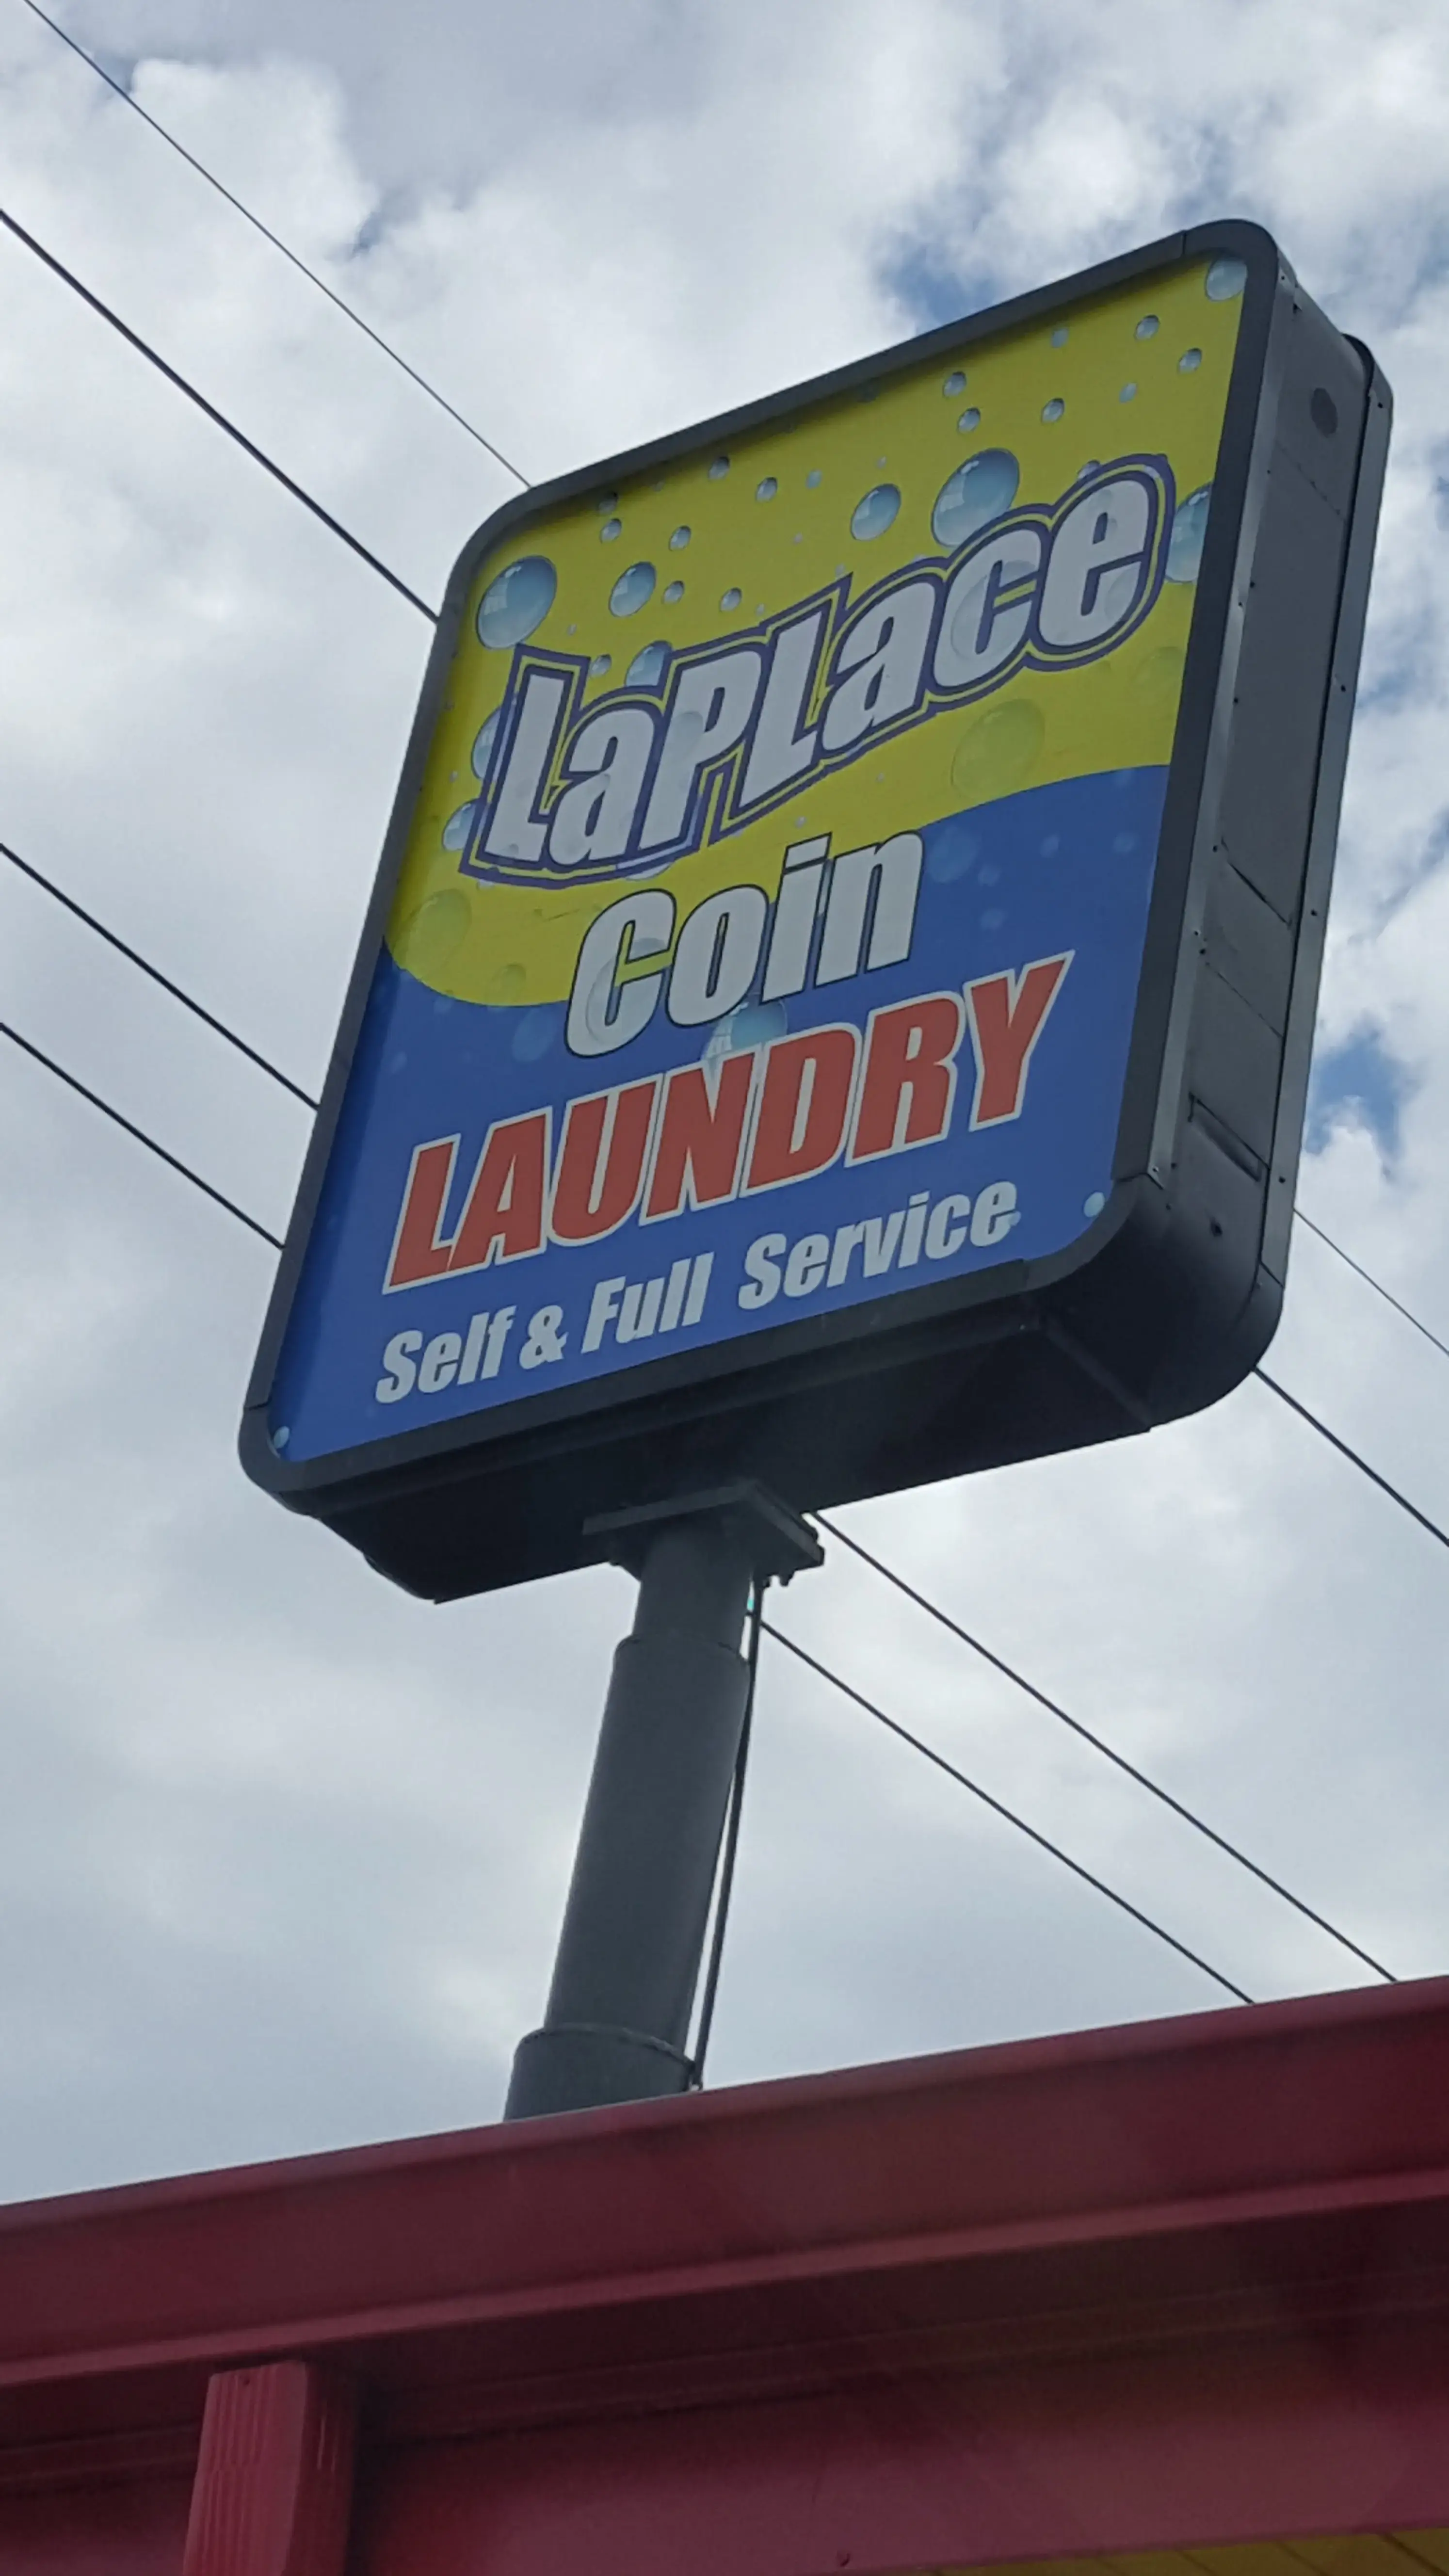 LaPLace
Coin
LAUNDRY
Self & Full Service